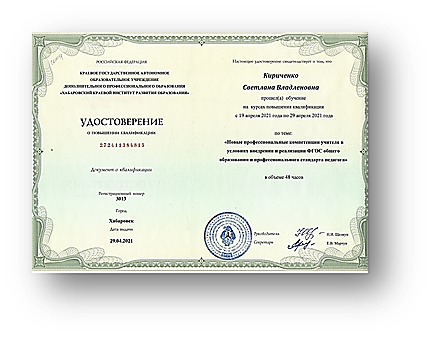 РОССИЙСКАЯ ФЕДЕРАЦИЯ
КРАЕВОЕ ГОСУДАРСТВЕННОЕ АВТОНОМНОЕ
ОБРАЗОВАТЕЛЬНОЕ УЧРЕЖДЕНИЕ
ДОПОЛНИТЕЛЬНОГО ПРОФЕССИОНАЛЬНОГО ОБРАЗОВАНИЯ
«ХАБАРОВСКИЙ КРАЕВОЙ ИНСТИТУТ РАЗВИТИЯ ОБРАЗОВАНИЯ»
УДОСТОВЕРЕНИЕ
О ПОВЫШЕНИИ КВАЛИФИКАЦИИ
Документ о квалификации
Регистрационный номер
3013
Город
Хабаровск
Дата выдачи
29.04.2021
Настоящее удостоверение свидетельствует о том, что
Кириченко
Светлана Владленовна
прошел(а) обучение
на курсах повышения квалификации
с 19 апреля 2021 года по 29 апреля 2021 года
по теме:
«Новые профессиональные компетенции учителя в
условиях внедрения и реализации ФГОС общего
образования и профессионального стандарта педагога»
в объеме 48 часов
Руководитель
Секретарь